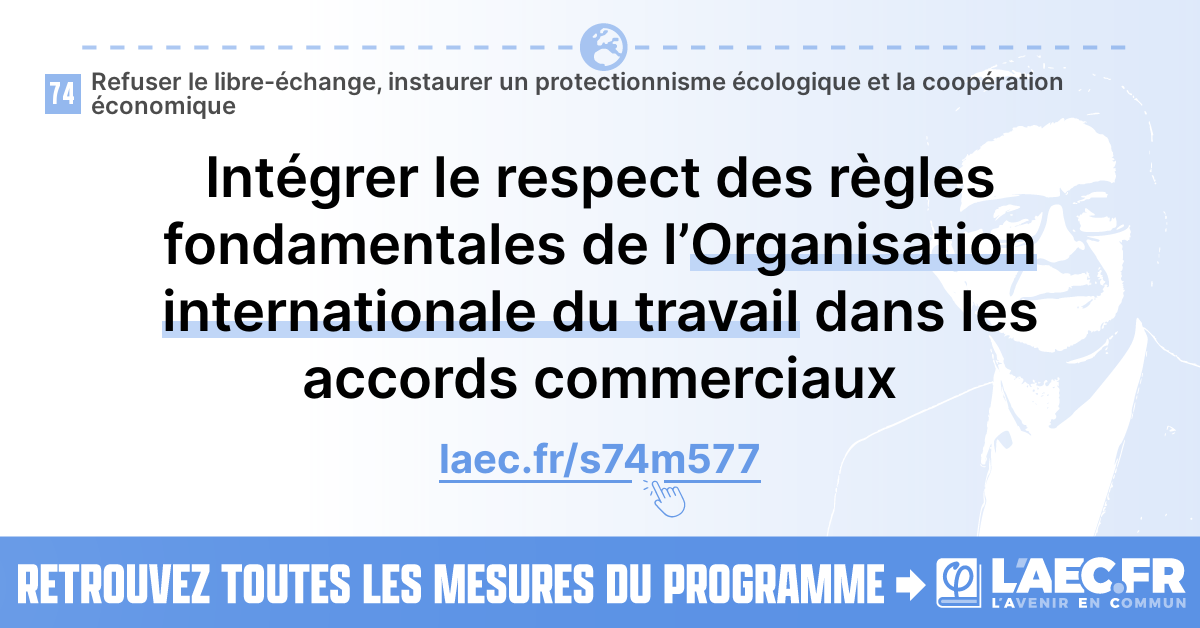 74
Refuser le libre-échange, instaurer un protectionnisme écologique et la coopération
économique
Intégrer le respect des règles
fondamentales de l’Organisation
internationale du travail dans les
accords commerciaux
laec.fr/s74m577
RETROUVEZ TOUTES LES MESURES DU PROGRAMME
φ
L'AEC.FR
L'AVENIR EN COMMUN